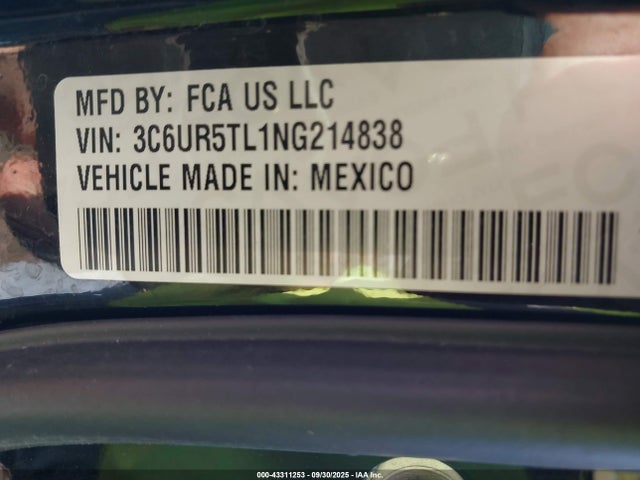 MFD BY: FCA US LLC
VIN: 3C6UR5TL1NG214838
VEHICLE MADE IN: MEXICO
000-43311253 - 09/30/2025 - IAA Inc.